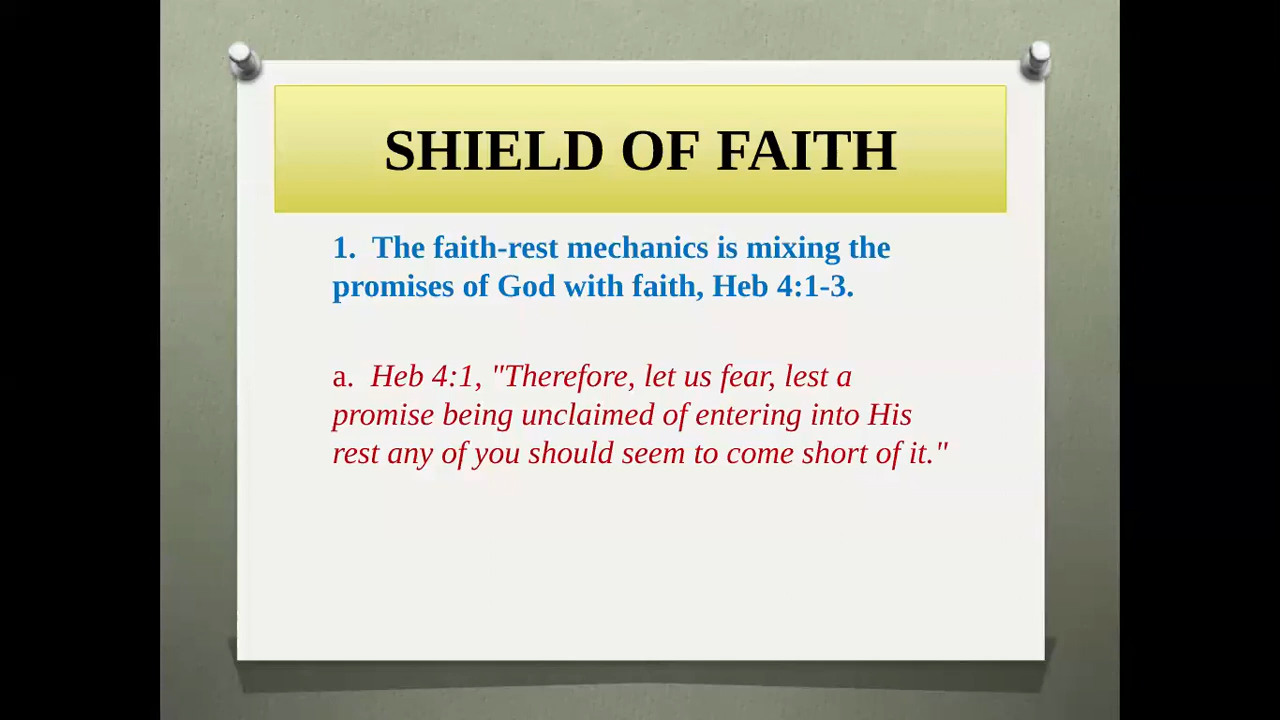 SHIELD OF FAITH
1.  The faith-rest mechanics is mixing the
promises of God with faith, Heb 4:1-3.
a.  Heb 4:1, "Therefore, let us fear, lest a
promise being unclaimed of entering into His
rest any of you should seem to come short of it."